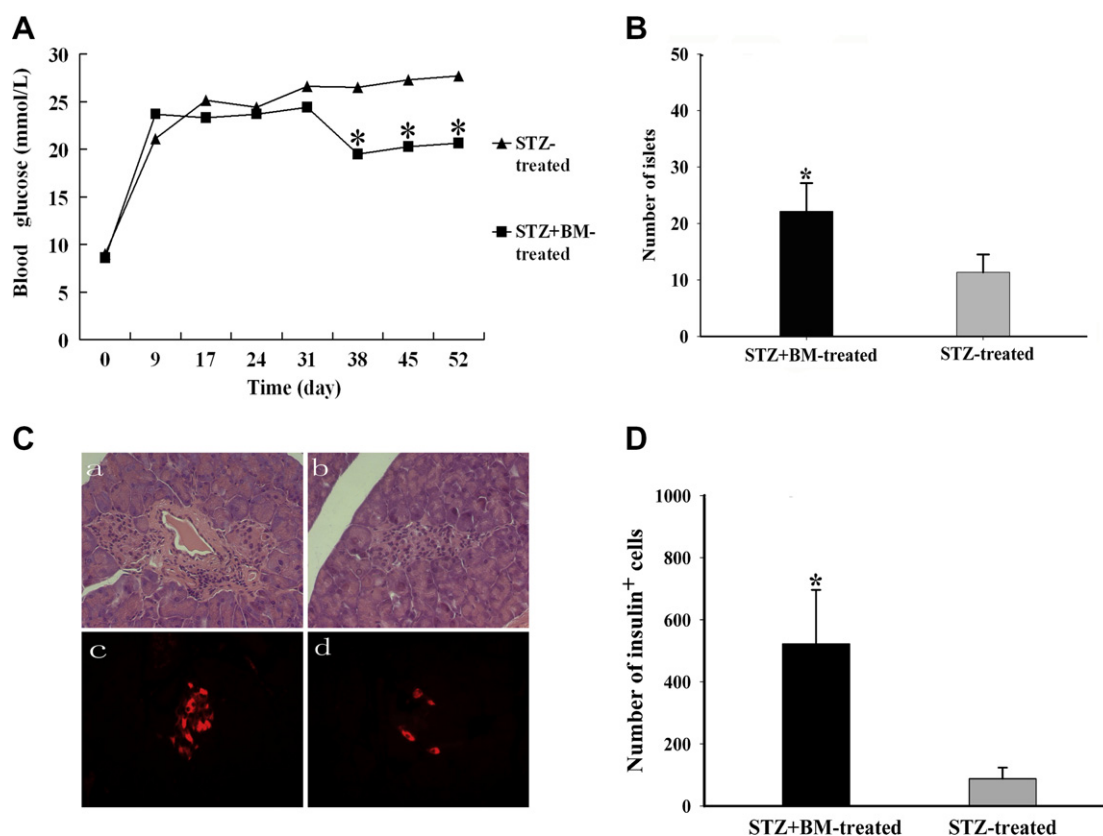 A
Blood glucose (mmol/L)
30
25
20
15
10
5
0
0 9 17 24 31 38 45 52
Time (day)
* * *
STZ-
treated
STZ+BM-
treated
B
Number of islets
50
40
30
20
10
0
*
STZ+BM-treated STZ-treated
C
a b
c d
D
Number of insulin+ cells
1000
800
600
400
200
0
*
STZ+BM-treated STZ-treated